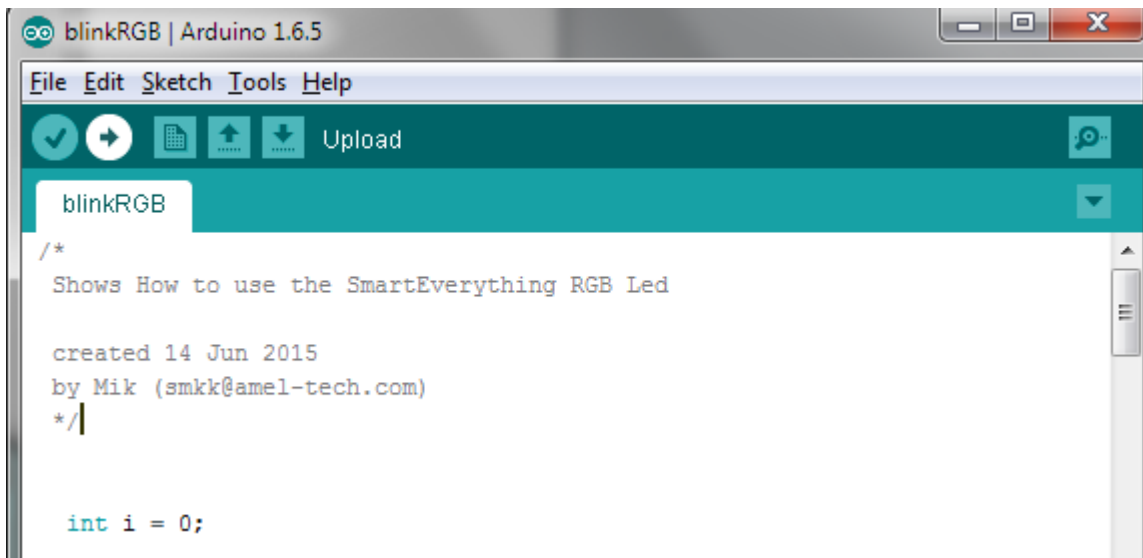 blinkRGB | Arduino 1.6.5
File Edit Sketch Tools Help
Upload
blinkRGB
/*
Shows How to use the SmartEverything RGB Led
created 14 Jun 2015
by Mik (smkk@amel-tech.com)
*/
int i = 0;